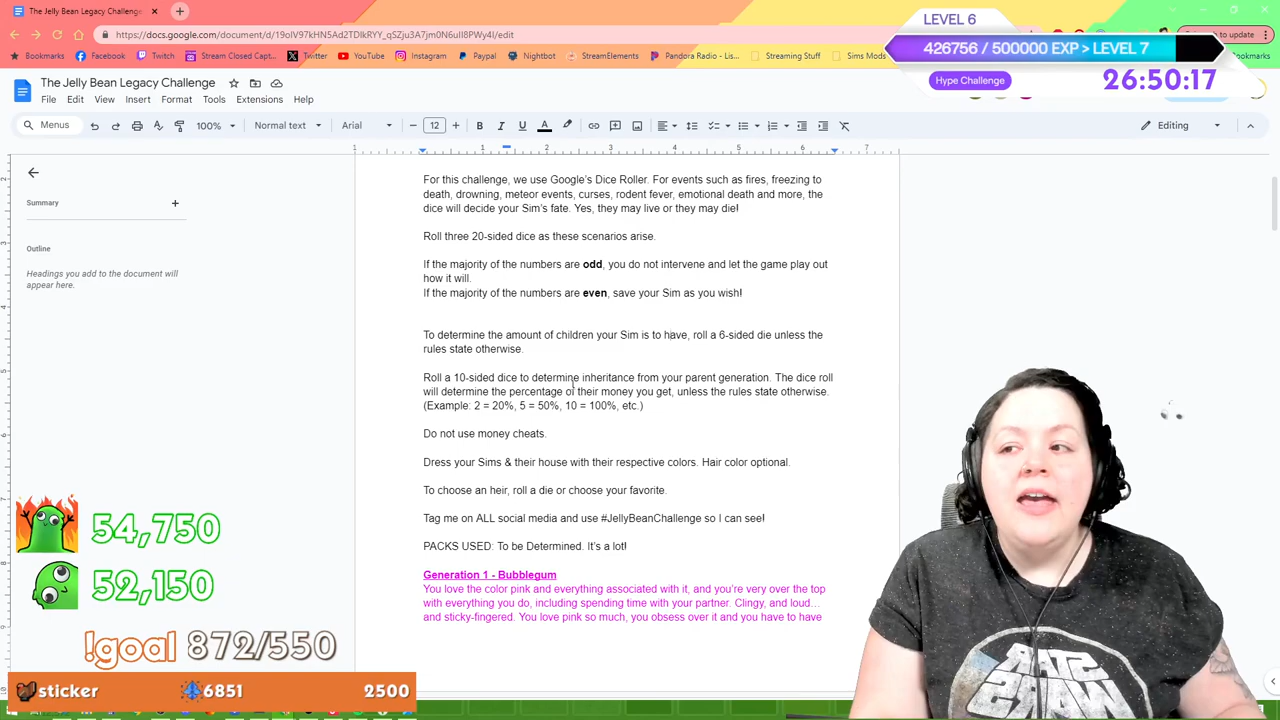 The Jelly Bean Legacy Challenge
LEVEL 6
https://docs.google.com/document/d/19oIV97kHN5Ad2TDIkRYY_qSZju3A7jm0N6uII8PWy4I/edit
426756 / 500000 EXP > LEVEL 7
Bookmarks
Facebook
Twitch
Stream Closed Capt...
Twitter
YouTube
Instagram
Paypal
Nightbot
StreamElements
Pandora Radio - Lis...
Streaming Stuff
Sims Mods
Hype Challenge
26:50:17
The Jelly Bean Legacy Challenge
File Edit View Insert Format Tools Extensions Help
Menus
100%
Normal text
Arial
12
Editing
For this challenge, we use Google's Dice Roller. For events such as fires, freezing to
death, drowning, meteor events, curses, rodent fever, emotional death and more, the
dice will decide your Sim's fate. Yes, they may live or they may die!
Summary
Roll three 20-sided dice as these scenarios arise.
Outline
Headings you add to the document will
appear here.
If the majority of the numbers are odd, you do not intervene and let the game play out
how it will.
If the majority of the numbers are even, save your Sim as you wish!
To determine the amount of children your Sim is to have, roll a 6-sided die unless the
rules state otherwise.
Roll a 10-sided dice to determine inheritance from your parent generation. The dice roll
will determine the percentage of their money you get, unless the rules state otherwise.
(Example: 2 = 20%, 5 = 50%, 10 = 100%, etc.)
Do not use money cheats.
Dress your Sims & their house with their respective colors. Hair color optional.
To choose an heir, roll a die or choose your favorite.
Tag me on ALL social media and use #JellyBeanChallenge so I can see!
PACKS USED: To be Determined. It's a lot!
Generation 1 - Bubblegum
You love the color pink and everything associated with it, and you're very over the top
with everything you do, including spending time with your partner. Clingy, and loud...
and sticky-fingered. You love pink so much, you obsess over it and you have to have
54,750
52,150
!goal 872/550
sticker
6851
2500
STAR
WARS